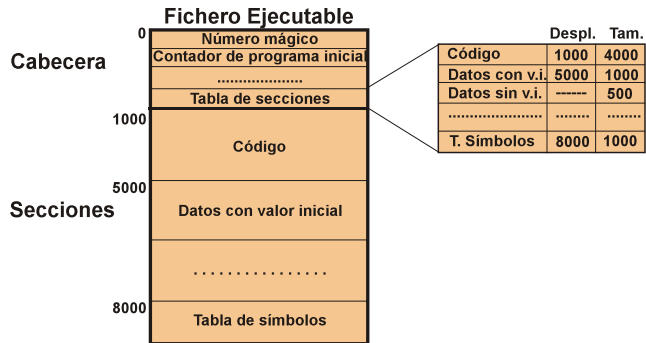 Fichero Ejecutable
0
Número mágico
Cabecera
Contador de programa inicial
...................
Tabla de secciones
1000
Código
5000
Secciones
Datos con valor inicial
. . . . . . . . . . . . . . . .
8000
Tabla de símbolos
Despl. Tam.
Código 1000 4000
Datos con v.i. 5000 1000
Datos sin v.i. ------ 500
...................... ........ ........
T. Símbolos 8000 1000